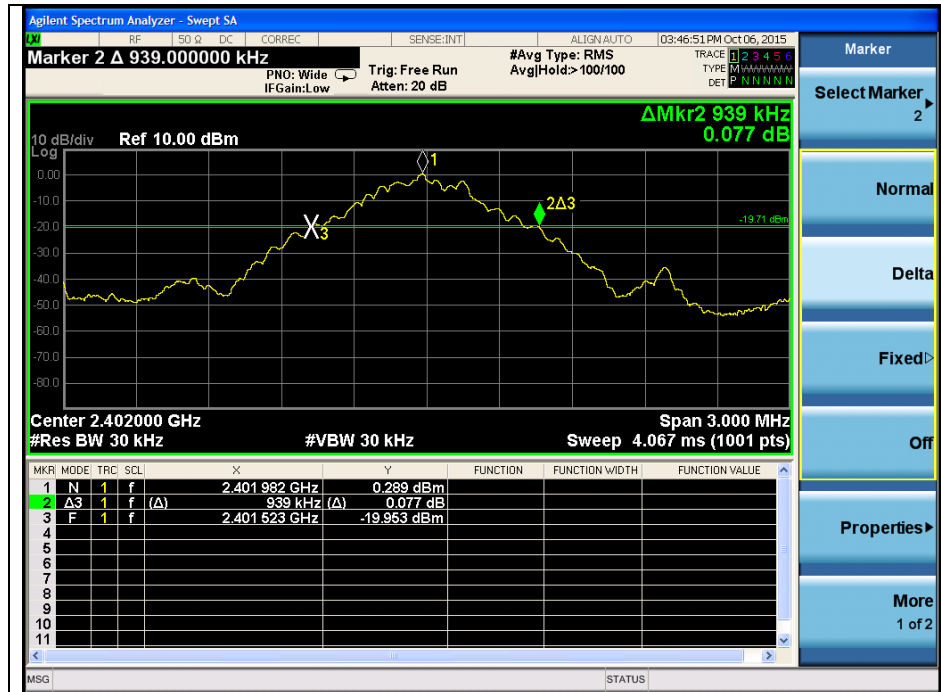 Agilent Spectrum Analyzer - Swept SA
LXI RF 50 Ω DC CORREC SENSE:INT ALIGN AUTO 03:46:51 PM Oct 06, 2015
Marker 2 Δ 939.000000 kHz
PNO: Wide
IFGain:Low
Trig: Free Run
Atten: 20 dB
#Avg Type: RMS
Avg|Hold:>100/100
TRACE 1 2 3 4 5 6
TYPE M
DET P N N N N N
ΔMkr2 939 kHz
0.077 dB
10 dB/div Ref 10.00 dBm
Log
0.00
-10.0
-20.0
-30.0
-40.0
-50.0
-60.0
-70.0
-80.0
1
2Δ3
3
-19.71 dBm
Center 2.402000 GHz Span 3.000 MHz
#Res BW 30 kHz #VBW 30 kHz Sweep 4.067 ms (1001 pts)
MKR MODE TRC SCL X Y FUNCTION FUNCTION WIDTH FUNCTION VALUE
1 N 1 f 2.401 982 GHz 0.289 dBm
2 Δ3 1 f (Δ) 939 kHz (Δ) 0.077 dB
3 F 1 f 2.401 523 GHz -19.953 dBm
4
5
6
7
8
9
10
11
MSG STATUS
Marker
Select Marker
2
Normal
Delta
Fixed
Off
Properties
More
1 of 2